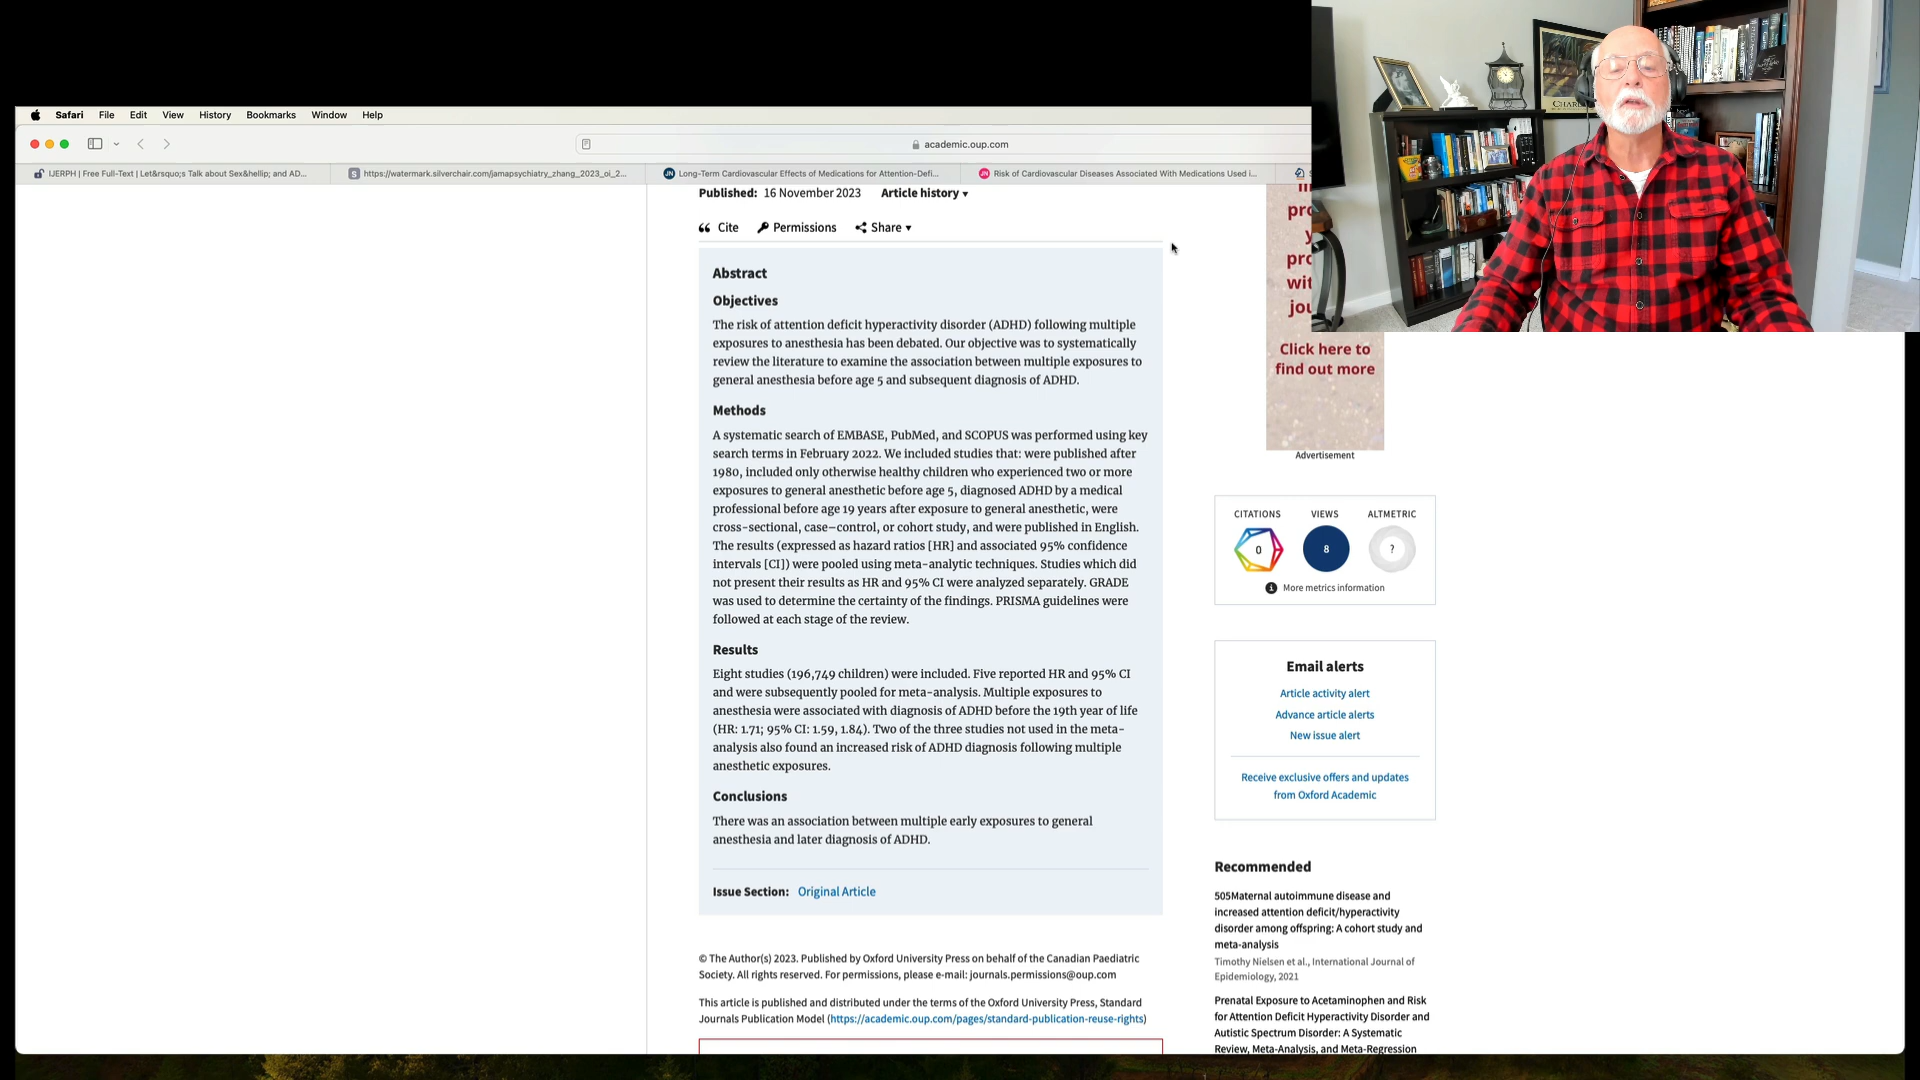 Safari File Edit View History Bookmarks Window Help
academic.oup.com
IJERPH | Free Full-Text | Let&rsquo;s Talk about Sex&hellip; and AD...
S https://watermark.silverchair.com/jamapsychiatry_zhang_2023_oi_2...
JN Long-Term Cardiovascular Effects of Medications for Attention-Defi...
JN Risk of Cardiovascular Diseases Associated With Medications Used i...
Published: 16 November 2023 Article history
Cite Permissions Share
Abstract
Objectives
The risk of attention deficit hyperactivity disorder (ADHD) following multiple
exposures to anesthesia has been debated. Our objective was to systematically
review the literature to examine the association between multiple exposures to
general anesthesia before age 5 and subsequent diagnosis of ADHD.
Methods
A systematic search of EMBASE, PubMed, and SCOPUS was performed using key
search terms in February 2022. We included studies that: were published after
1980, included only otherwise healthy children who experienced two or more
exposures to general anesthetic before age 5, diagnosed ADHD by a medical
professional before age 19 years after exposure to general anesthetic, were
cross-sectional, case–control, or cohort study, and were published in English.
The results (expressed as hazard ratios [HR] and associated 95% confidence
intervals [CI]) were pooled using meta-analytic techniques. Studies which did
not present their results as HR and 95% CI were analyzed separately. GRADE
was used to determine the certainty of the findings. PRISMA guidelines were
followed at each stage of the review.
Results
Eight studies (196,749 children) were included. Five reported HR and 95% CI
and were subsequently pooled for meta-analysis. Multiple exposures to
anesthesia were associated with diagnosis of ADHD before the 19th year of life
(HR: 1.71; 95% CI: 1.59, 1.84). Two of the three studies not used in the meta-
analysis also found an increased risk of ADHD diagnosis following multiple
anesthetic exposures.
Conclusions
There was an association between multiple early exposures to general
anesthesia and later diagnosis of ADHD.
Issue Section: Original Article
© The Author(s) 2023. Published by Oxford University Press on behalf of the Canadian Paediatric
Society. All rights reserved. For permissions, please e-mail: journals.permissions@oup.com
This article is published and distributed under the terms of the Oxford University Press, Standard
Journals Publication Model (https://academic.oup.com/pages/standard-publication-reuse-rights)
pro
y
pro
wit
jou
Click here to
find out more
Advertisement
CITATIONS VIEWS ALTMETRIC
0 8 ?
More metrics information
Email alerts
Article activity alert
Advance article alerts
New issue alert
Receive exclusive offers and updates
from Oxford Academic
Recommended
505Maternal autoimmune disease and
increased attention deficit/hyperactivity
disorder among offspring: A cohort study and
meta-analysis
Timothy Nielsen et al., International Journal of
Epidemiology, 2021
Prenatal Exposure to Acetaminophen and Risk
for Attention Deficit Hyperactivity Disorder and
Autistic Spectrum Disorder: A Systematic
Review, Meta-Analysis, and Meta-Regression